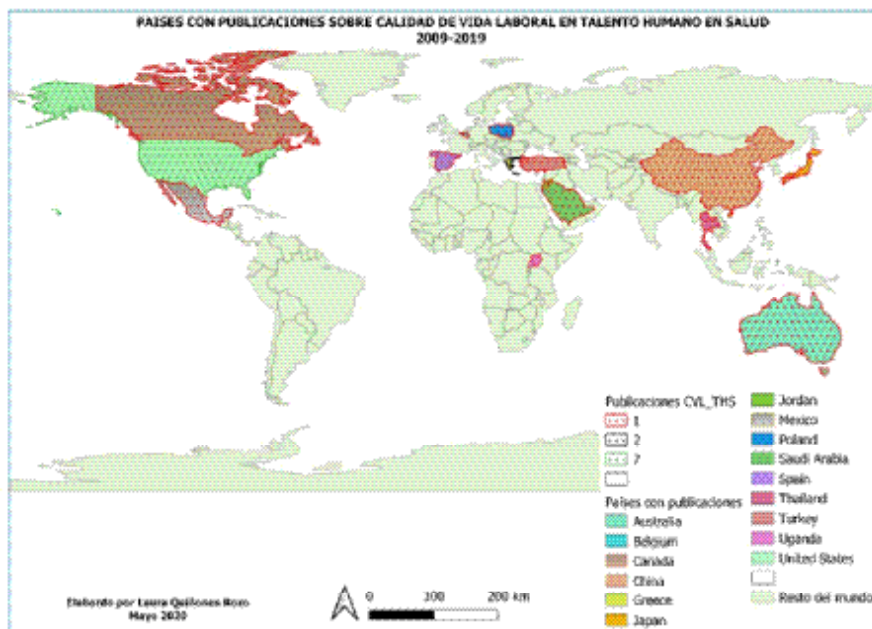 PAISES CON PUBLICACIONES SOBRE CALIDAD DE VIDA LABORAL EN TALENTO HUMANO EN SALUD
2009-2019
Publicaciones CVL_THS
1
2
7
Países con publicaciones
Australia
Belgium
Canada
China
Greece
Japan
Jordan
Mexico
Poland
Saudi Arabia
Spain
Thailand
Turkey
Uganda
United States
Resto del mundo
Elaborado por Laura Quiñones Rozo
Mayo 2020
0 100 200 km